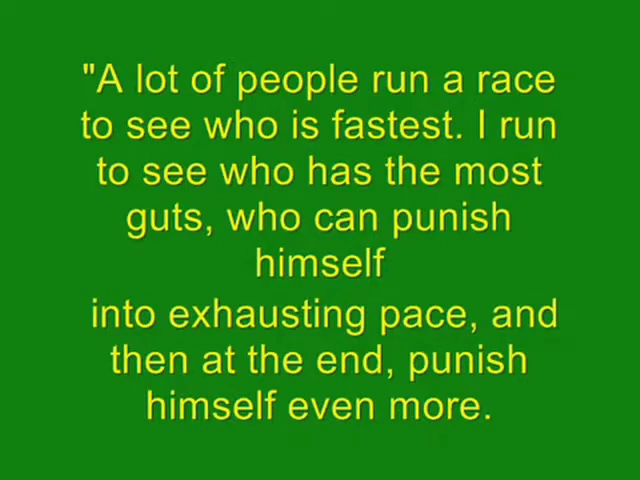 "A lot of people run a race
to see who is fastest. I run
to see who has the most
guts, who can punish
himself
into exhausting pace, and
then at the end, punish
himself even more.